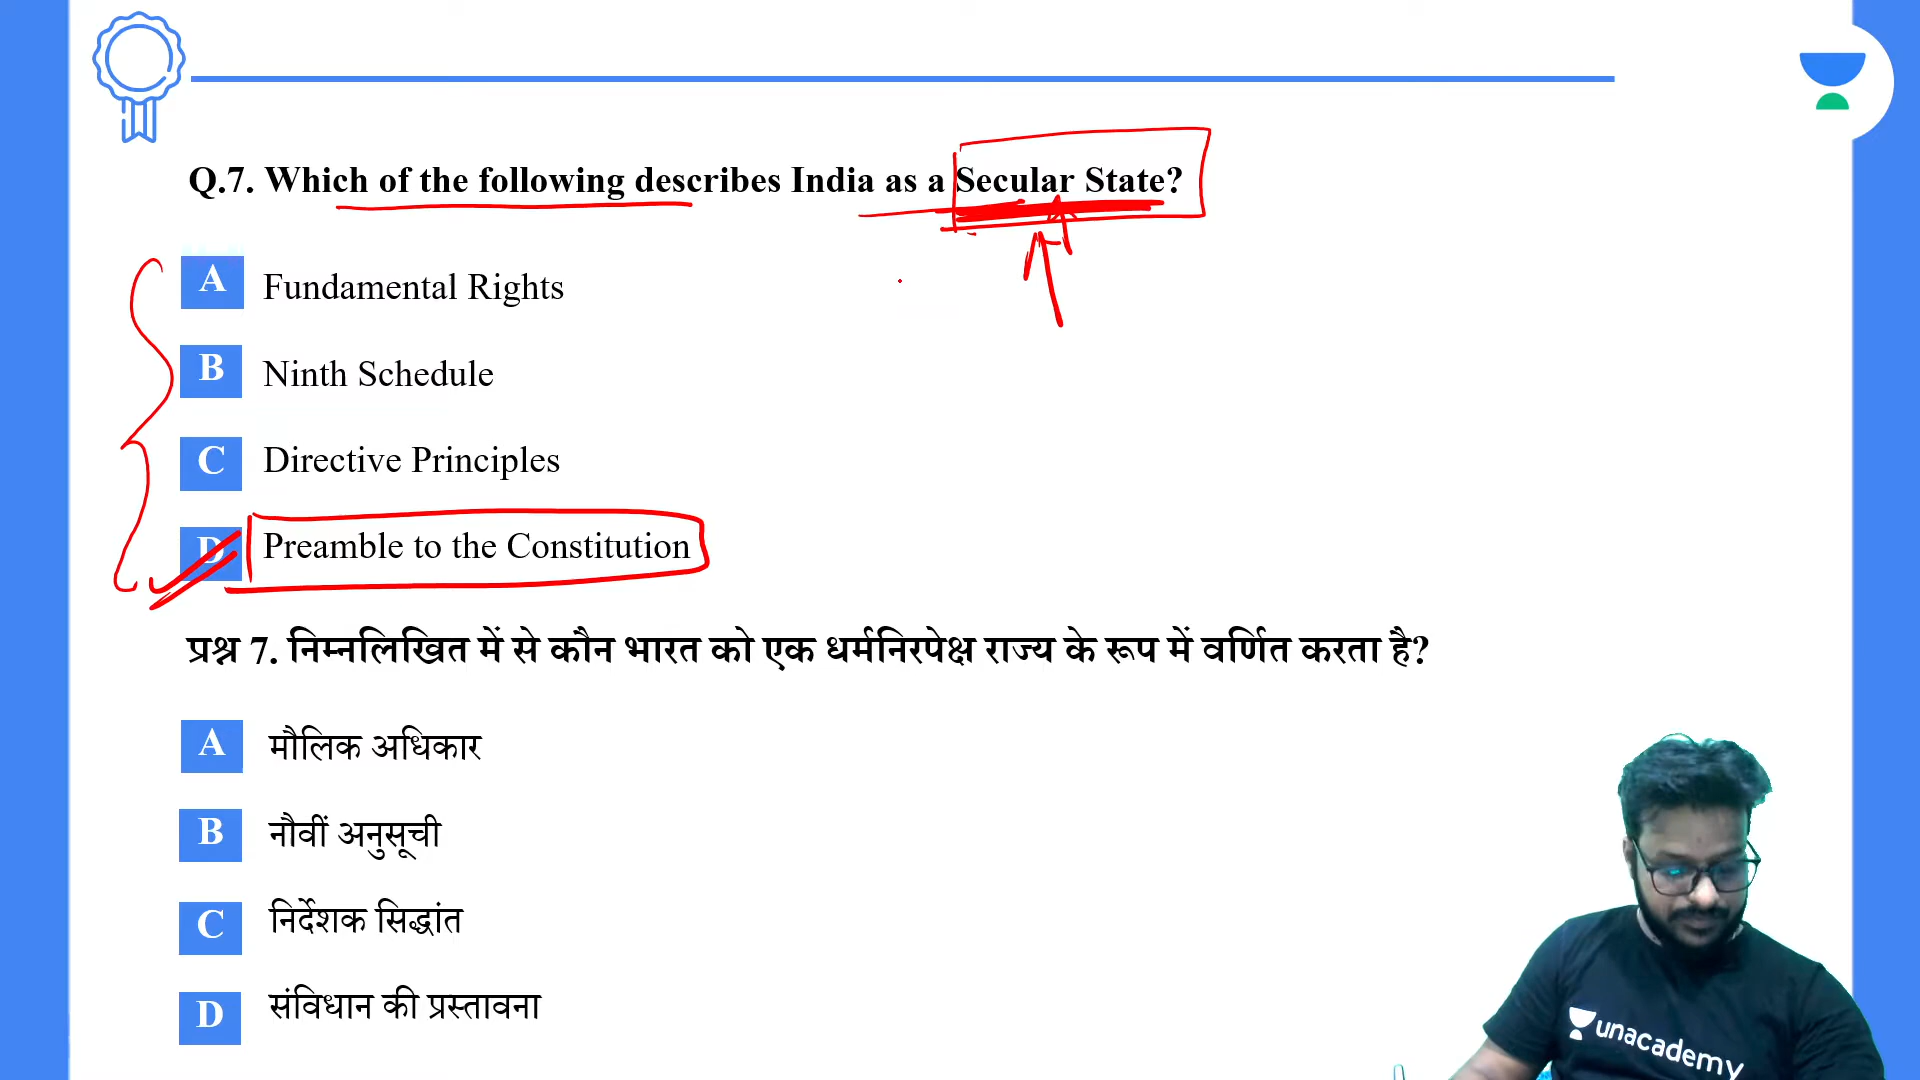 Q.7. Which of the following describes India as a Secular State?
A Fundamental Rights
B Ninth Schedule
C Directive Principles
D Preamble to the Constitution
प्रश्न 7. निम्नलिखित में से कौन भारत को एक धर्मनिरपेक्ष राज्य के रूप में वर्णित करता है?
A मौलिक अधिकार
B नौवीं अनुसूची
C निर्देशक सिद्धांत
D संविधान की प्रस्तावना
unacademy